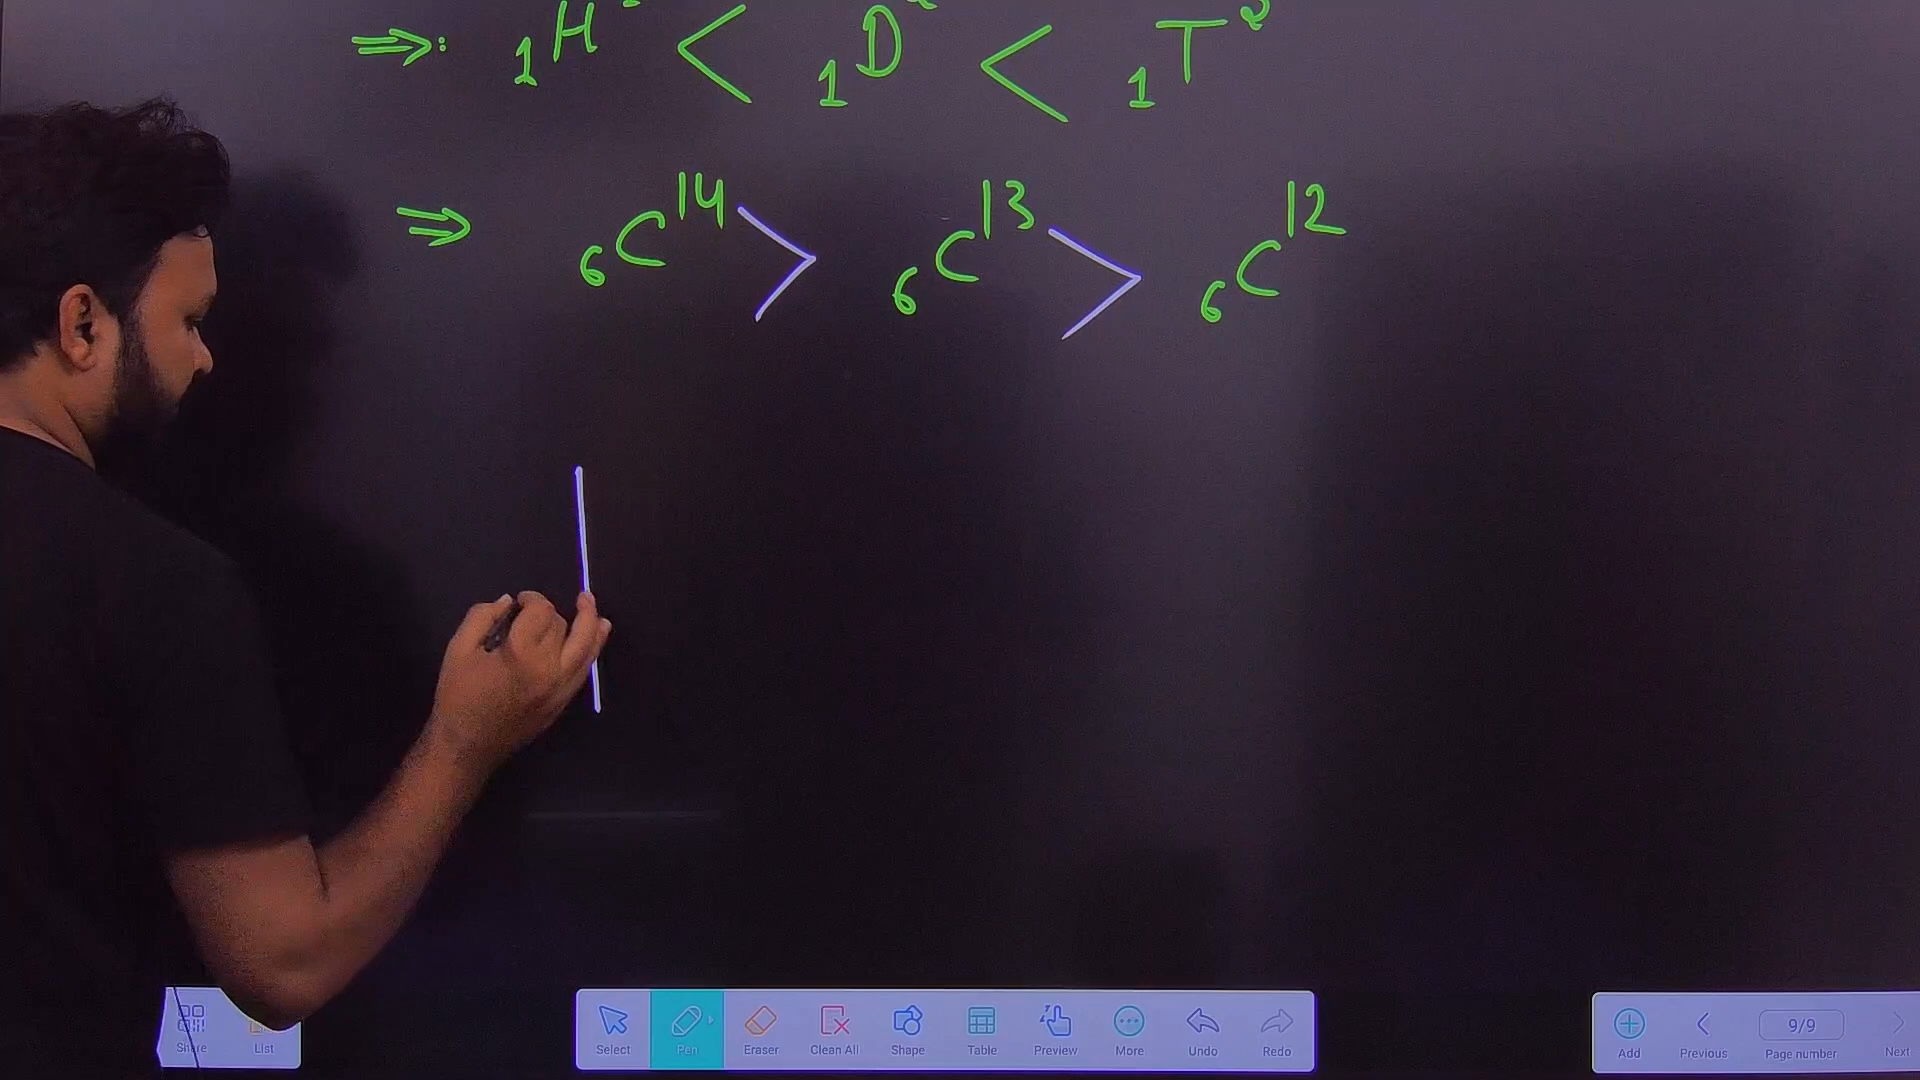 ⇒: ₁H < ₁D < ₁T
⇒ ₆C¹⁴ > ₆C¹³ > ₆C¹²
Share List Select Pen Eraser Clean All Shape Table Preview More Undo Redo Add Previous 9/9 Page number Next